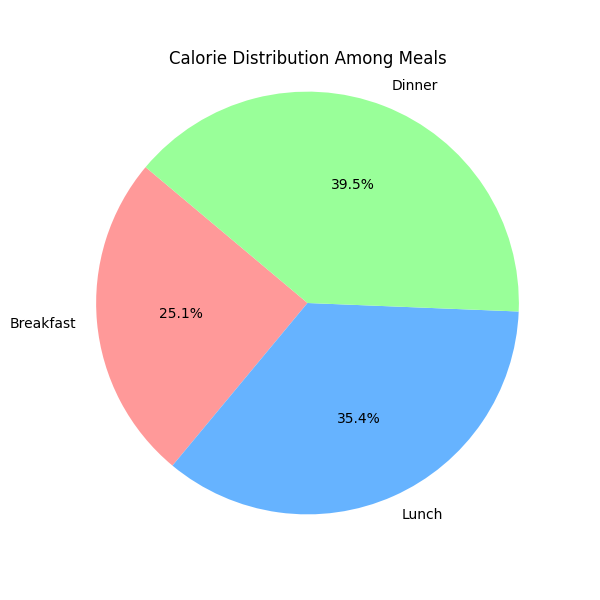 Calorie Distribution Among Meals
Dinner
39.5%
25.1%
Breakfast
35.4%
Lunch